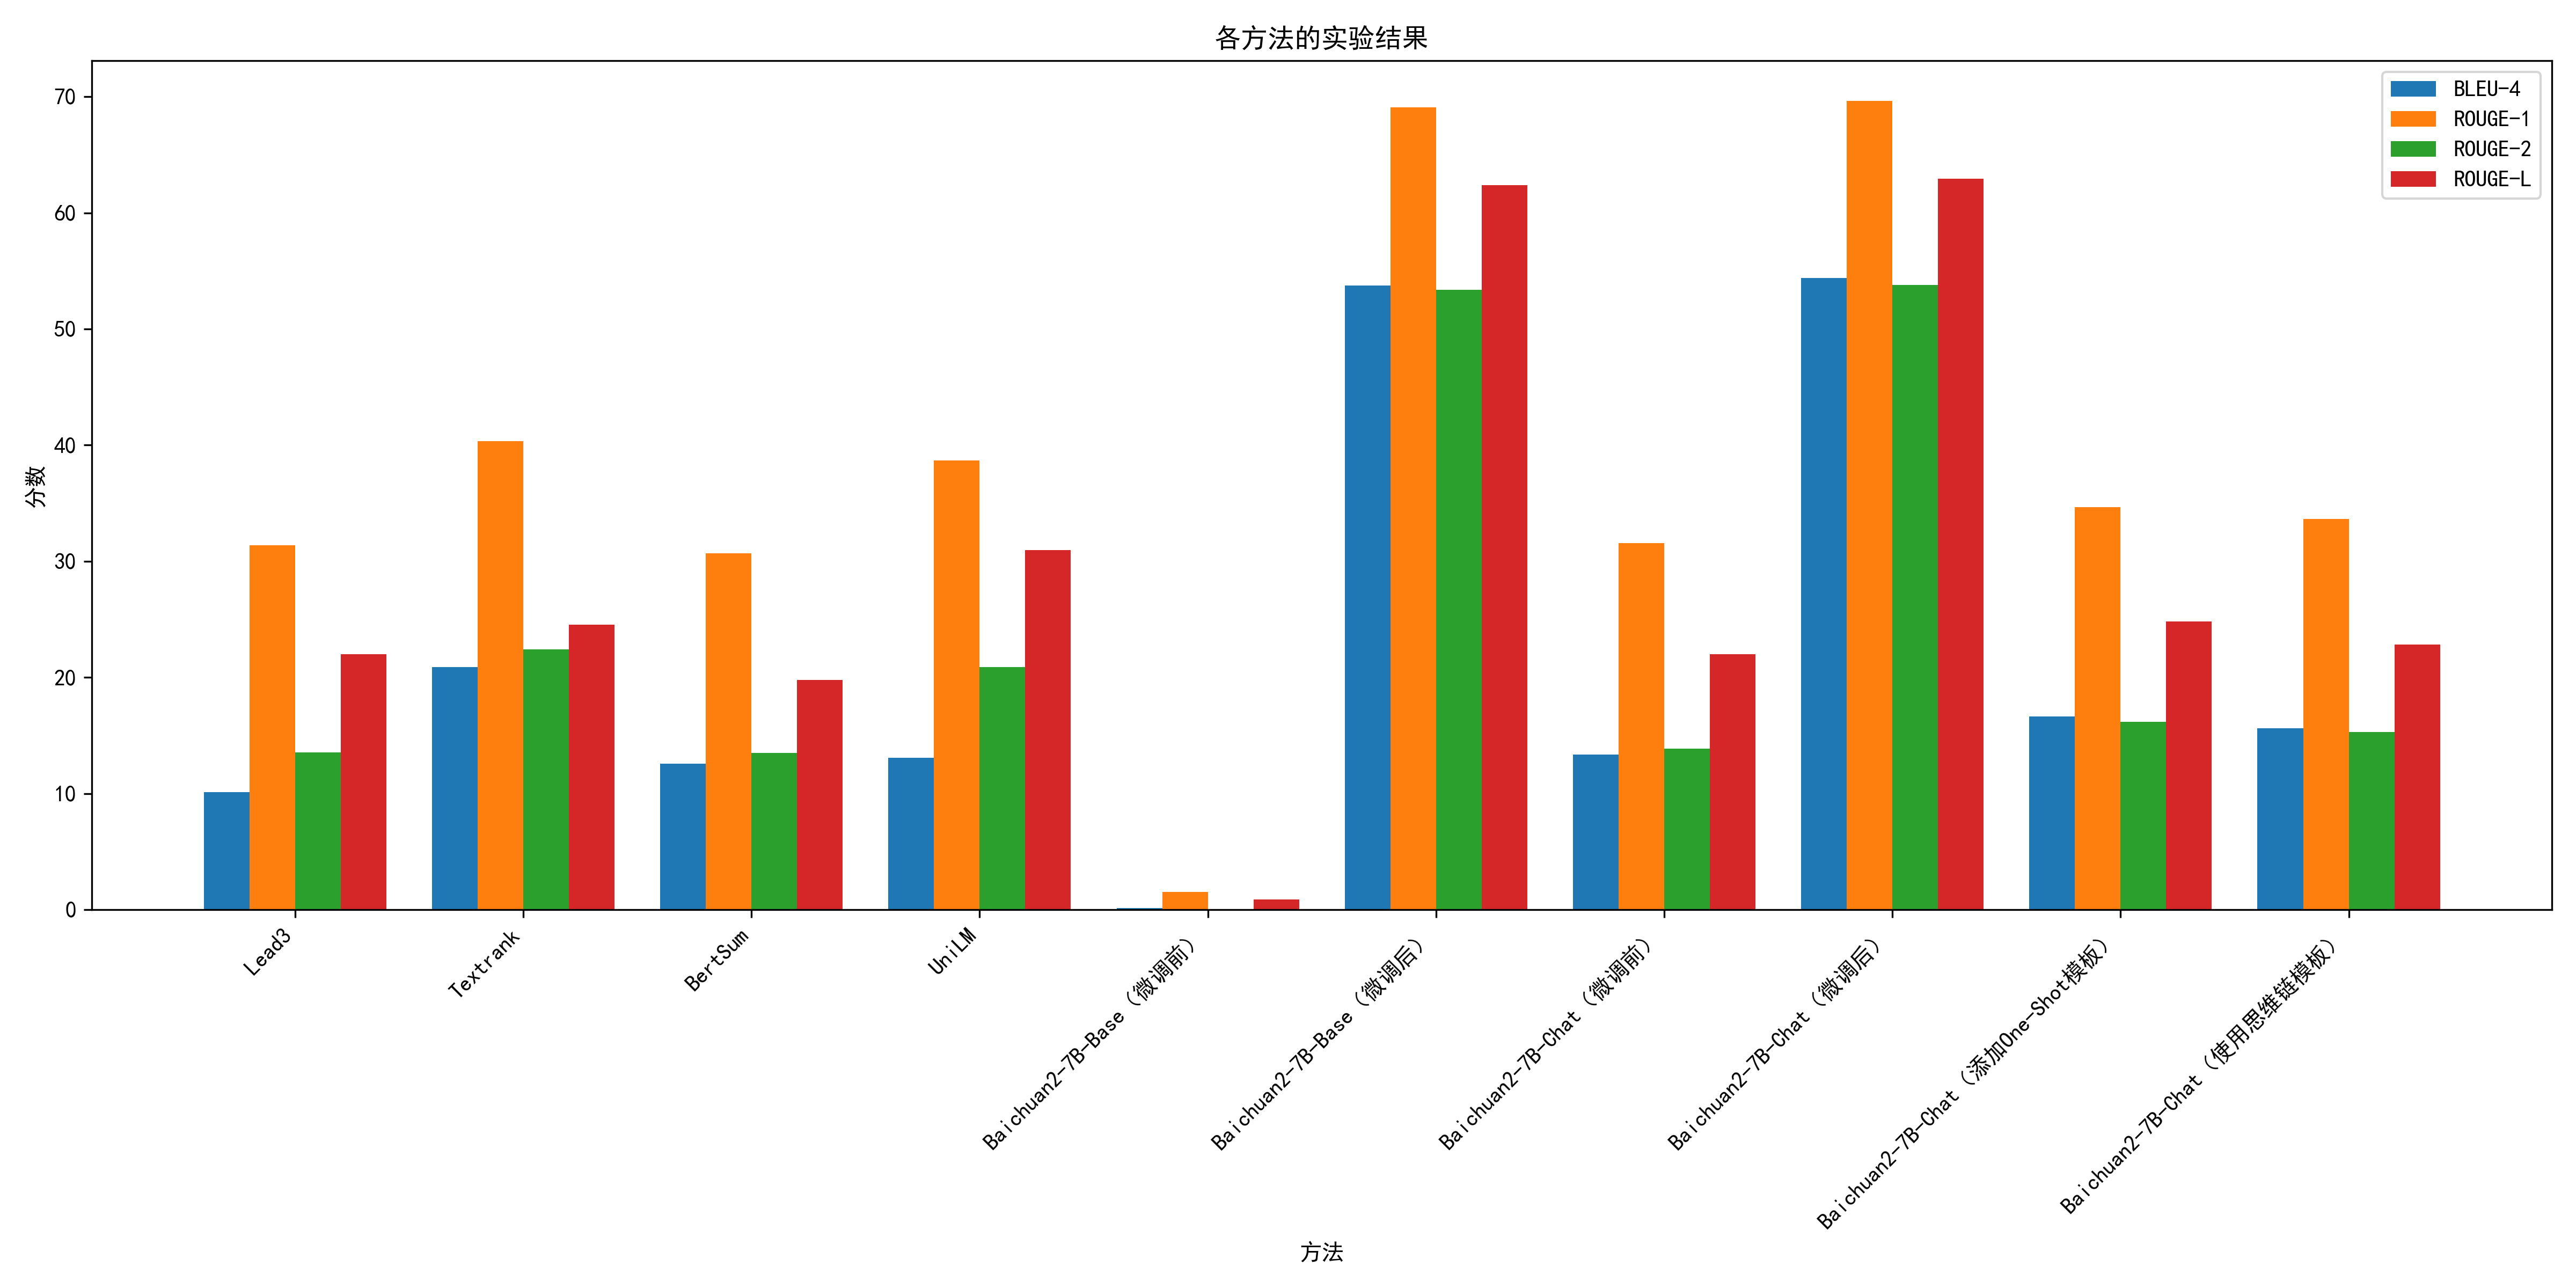 各方法的实验结果
BLEU-4
ROUGE-1
ROUGE-2
ROUGE-L
分数
70
60
50
40
30
20
10
0
Lead3
Textrank
BertSum
UniLM
Baichuan2-7B-Base（微调前）
Baichuan2-7B-Base（微调后）
Baichuan2-7B-Chat（微调前）
Baichuan2-7B-Chat（微调后）
Baichuan2-7B-Chat（添加One-Shot模板）
Baichuan2-7B-Chat（使用思维链模板）
方法